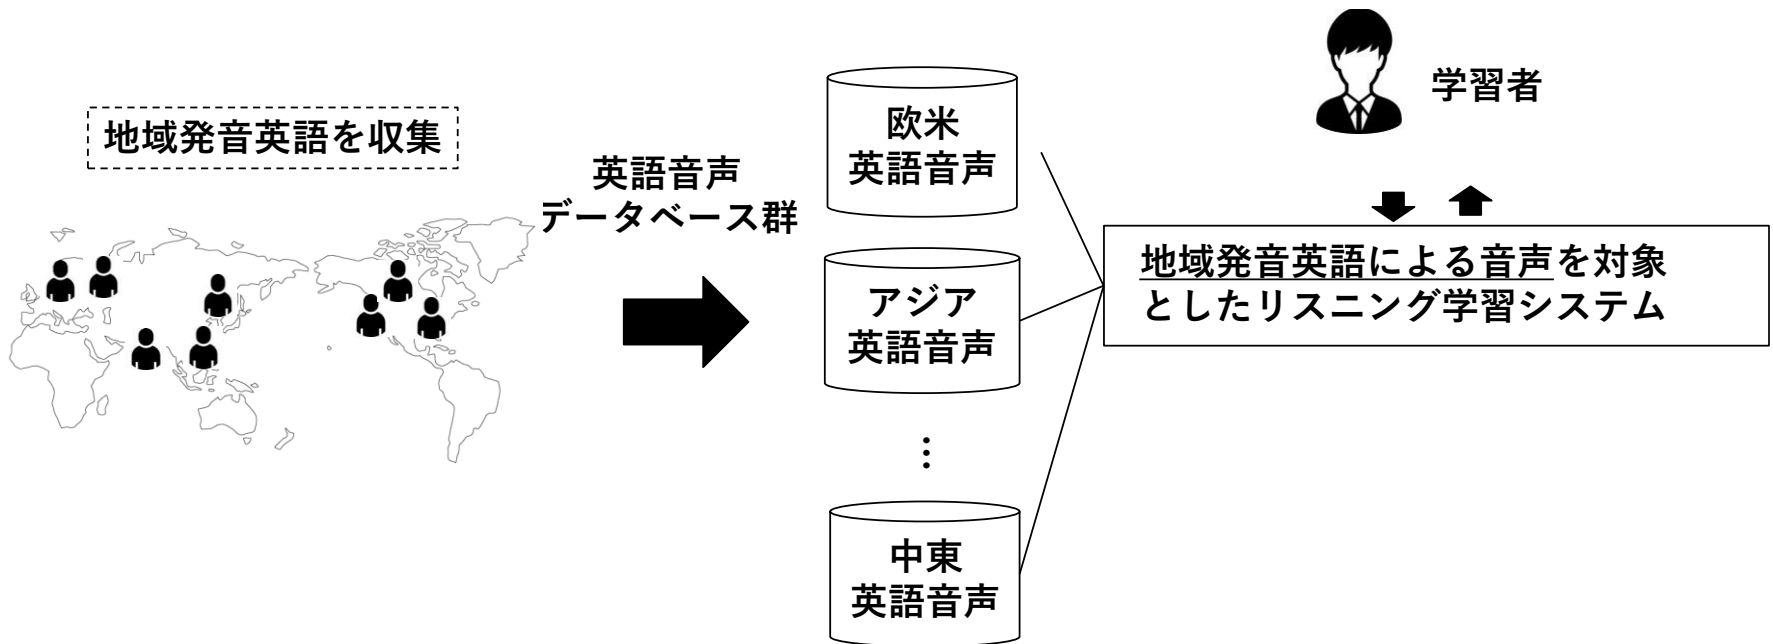 地域発音英語を収集
英語音声
データベース群
欧米
英語音声
アジア
英語音声
⋮
中東
英語音声
学習者
地域発音英語による音声を対象
としたリスニング学習システム